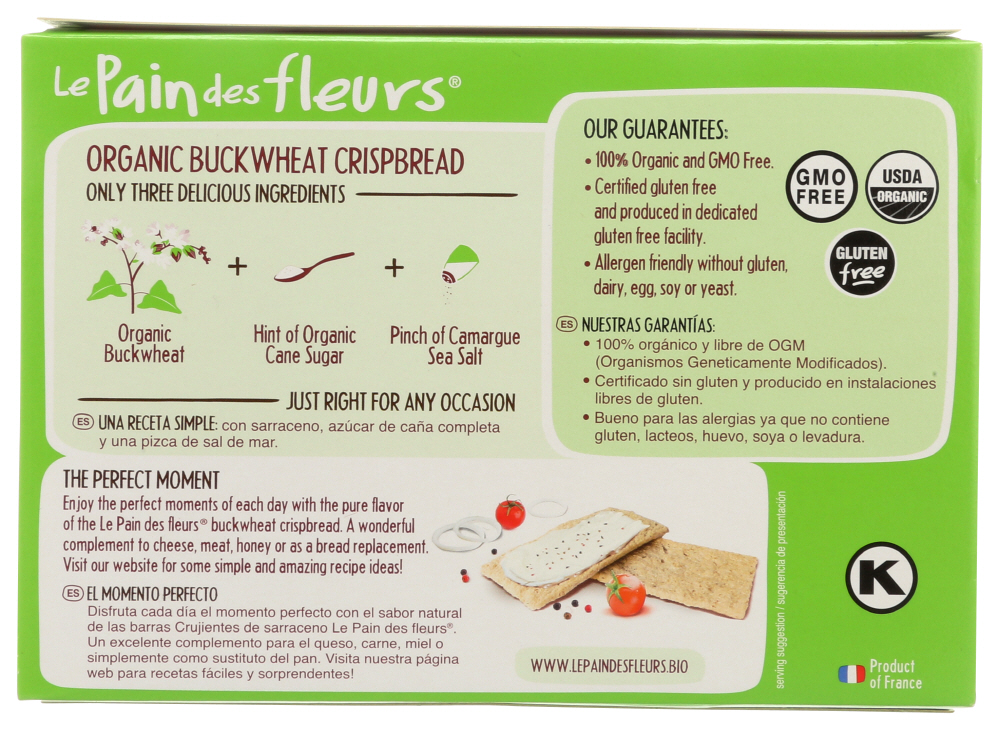 Le Pain des fleurs®
ORGANIC BUCKWHEAT CRISPBREAD
ONLY THREE DELICIOUS INGREDIENTS
Organic
Buckwheat
+
Hint of Organic
Cane Sugar
+
Pinch of Camargue
Sea Salt
JUST RIGHT FOR ANY OCCASION
ES UNA RECETA SIMPLE: con sarraceno, azúcar de caña completa
y una pizca de sal de mar.
OUR GUARANTEES:
• 100% Organic and GMO Free.
• Certified gluten free
and produced in dedicated
gluten free facility.
• Allergen friendly without gluten,
dairy, egg, soy or yeast.
GMO
FREE
USDA
ORGANIC
GLUTEN
free
ES NUESTRAS GARANTÍAS:
• 100% orgánico y libre de OGM
(Organismos Geneticamente Modificados).
• Certificado sin gluten y producido en instalaciones
libres de gluten.
• Bueno para las alergias ya que no contiene
gluten, lacteos, huevo, soya o levadura.
THE PERFECT MOMENT
Enjoy the perfect moments of each day with the pure flavor
of the Le Pain des fleurs® buckwheat crispbread. A wonderful
complement to cheese, meat, honey or as a bread replacement.
Visit our website for some simple and amazing recipe ideas!
ES EL MOMENTO PERFECTO
Disfruta cada día el momento perfecto con el sabor natural
de las barras Crujientes de sarraceno Le Pain des fleurs®.
Un excelente complemento para el queso, carne, miel o
simplemente como sustituto del pan. Visita nuestra página
web para recetas fáciles y sorprendentes!
WWW.LEPAINDESFLEURS.BIO
serving suggestion / sugerencia de presentación
K
Product
of France